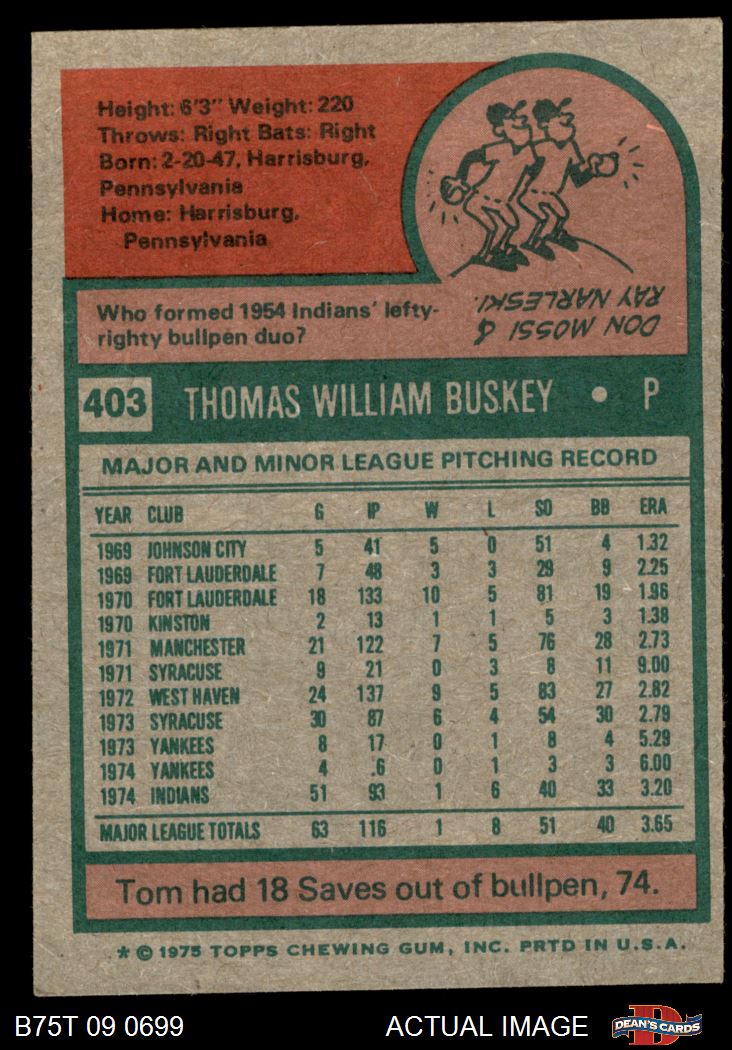 Height: 6'3" Weight: 220
Throws: Right Bats: Right
Born: 2-20-47, Harrisburg,
Pennsylvania
Home: Harrisburg,
Pennsylvania
Who formed 1954 Indians' lefty-
righty bullpen duo?
DON MOSSI &
RAY NARLESKI.
403 THOMAS WILLIAM BUSKEY • P
MAJOR AND MINOR LEAGUE PITCHING RECORD
YEAR CLUB G IP W L SO BB ERA
1969 JOHNSON CITY 5 41 5 0 51 4 1.32
1969 FORT LAUDERDALE 7 48 3 3 29 9 2.25
1970 FORT LAUDERDALE 18 133 10 5 81 19 1.96
1970 KINSTON 2 13 1 1 5 3 1.38
1971 MANCHESTER 21 122 7 5 76 28 2.73
1971 SYRACUSE 9 21 0 3 8 11 9.00
1972 WEST HAVEN 24 137 9 5 83 27 2.82
1973 SYRACUSE 30 87 6 4 54 30 2.79
1973 YANKEES 8 17 0 1 8 4 5.29
1974 YANKEES 4 .6 0 1 3 3 6.00
1974 INDIANS 51 93 1 6 40 33 3.20
MAJOR LEAGUE TOTALS 63 116 1 8 51 40 3.65
Tom had 18 Saves out of bullpen, 74.
* © 1975 TOPPS CHEWING GUM, INC. PRTD IN U.S.A.
B75T 09 0699 ACTUAL IMAGE D DEAN'S CARDS